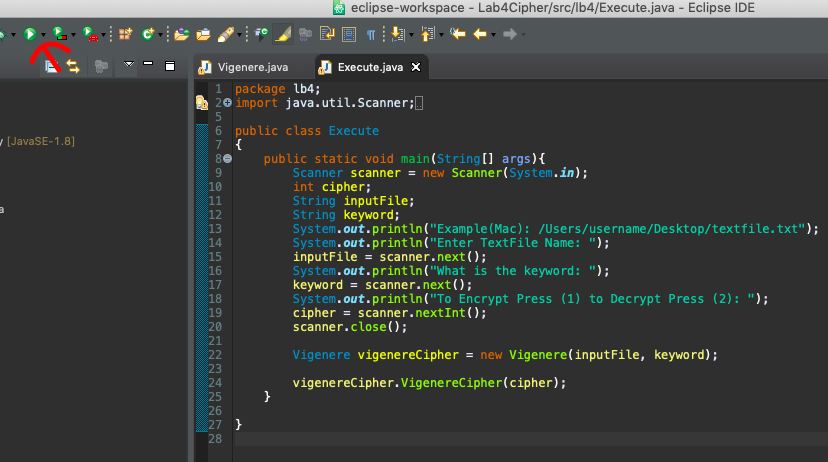 eclipse-workspace - Lab4Cipher/src/lb4/Execute.java - Eclipse IDE
Vigenere.java
Execute.java
1 package lb4;
2 import java.util.Scanner;
5
6 public class Execute
7 {
8     public static void main(String[] args){
9         Scanner scanner = new Scanner(System.in);
10         int cipher;
11         String inputFile;
12         String keyword;
13         System.out.println("Example(Mac): /Users/username/Desktop/textfile.txt");
14         System.out.println("Enter TextFile Name: ");
15         inputFile = scanner.next();
16         System.out.println("What is the keyword: ");
17         keyword = scanner.next();
18         System.out.println("To Encrypt Press (1) to Decrypt Press (2): ");
19         cipher = scanner.nextInt();
20         scanner.close();
21
22         Vigenere vigenereCipher = new Vigenere(inputFile, keyword);
23
24         vigenereCipher.VigenereCipher(cipher);
25     }
26
27 }
28
y [JavaSE-1.8]
a